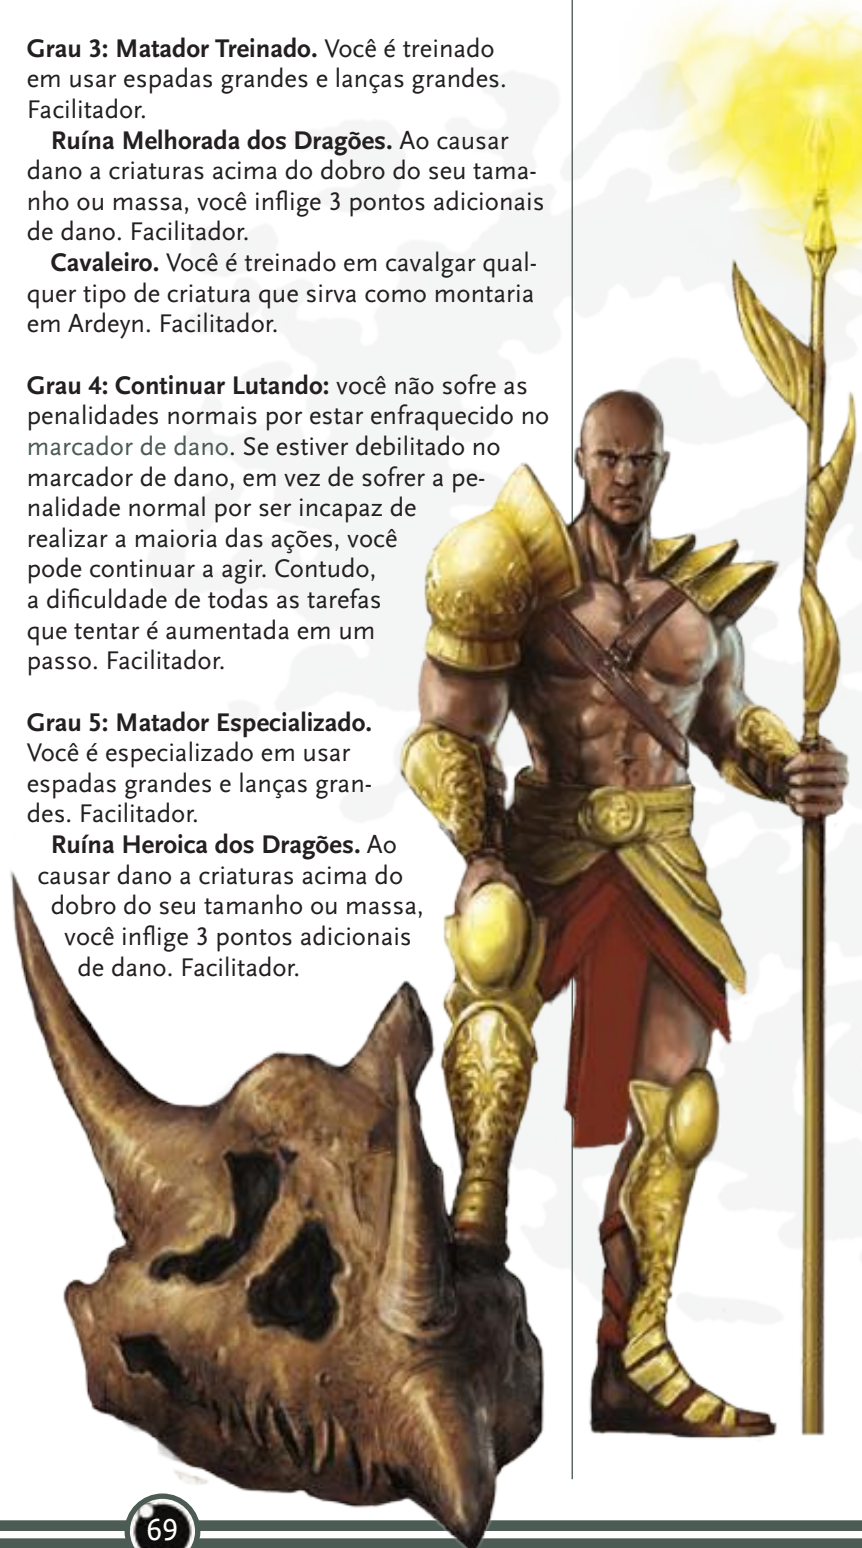 Grau 3: Matador Treinado. Você é treinado
em usar espadas grandes e lanças grandes.
Facilitador.
Ruína Melhorada dos Dragões. Ao causar
dano a criaturas acima do dobro do seu tama-
nho ou massa, você inflige 3 pontos adicionais
de dano. Facilitador.
Cavaleiro. Você é treinado em cavalgar qual-
quer tipo de criatura que sirva como montaria
em Ardeyn. Facilitador.
Grau 4: Continuar Lutando: você não sofre as
penalidades normais por estar enfraquecido no
marcador de dano. Se estiver debilitado no
marcador de dano, em vez de sofrer a pe-
nalidade normal por ser incapaz de
realizar a maioria das ações, você
pode continuar a agir. Contudo,
a dificuldade de todas as tarefas
que tentar é aumentada em um
passo. Facilitador.
Grau 5: Matador Especializado.
Você é especializado em usar
espadas grandes e lanças gran-
des. Facilitador.
Ruína Heroica dos Dragões. Ao
causar dano a criaturas acima do
dobro do seu tamanho ou massa,
você inflige 3 pontos adicionais
de dano. Facilitador.
69